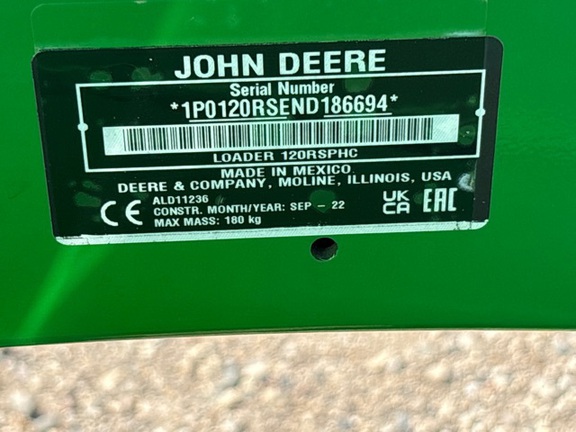 JOHN DEERE
Serial Number
*1P0120RSEND186694*
LOADER 120RSPHC
MADE IN MEXICO
DEERE & COMPANY, MOLINE, ILLINOIS, USA
CE ALD11236 UK CA EAC
CONSTR. MONTH/YEAR: SEP - 22
MAX MASS: 180 kg